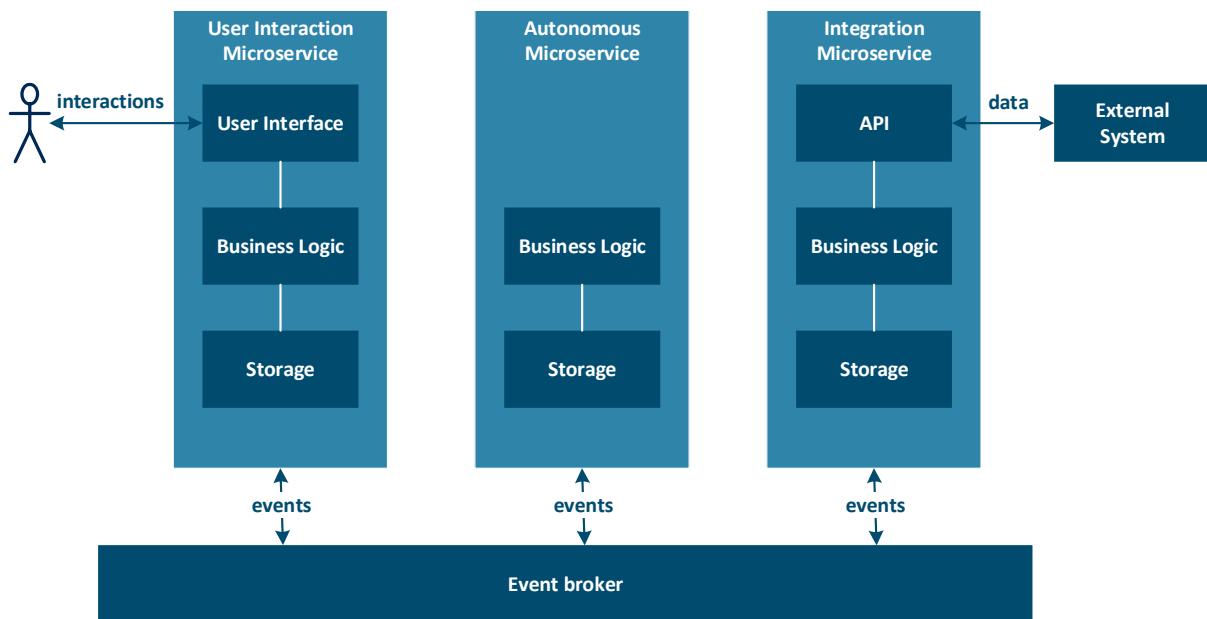 User Interaction
Microservice
Autonomous
Microservice
Integration
Microservice
interactions
User Interface
API
data
External
System
Business Logic
Business Logic
Business Logic
Storage
Storage
Storage
events
events
events
Event broker